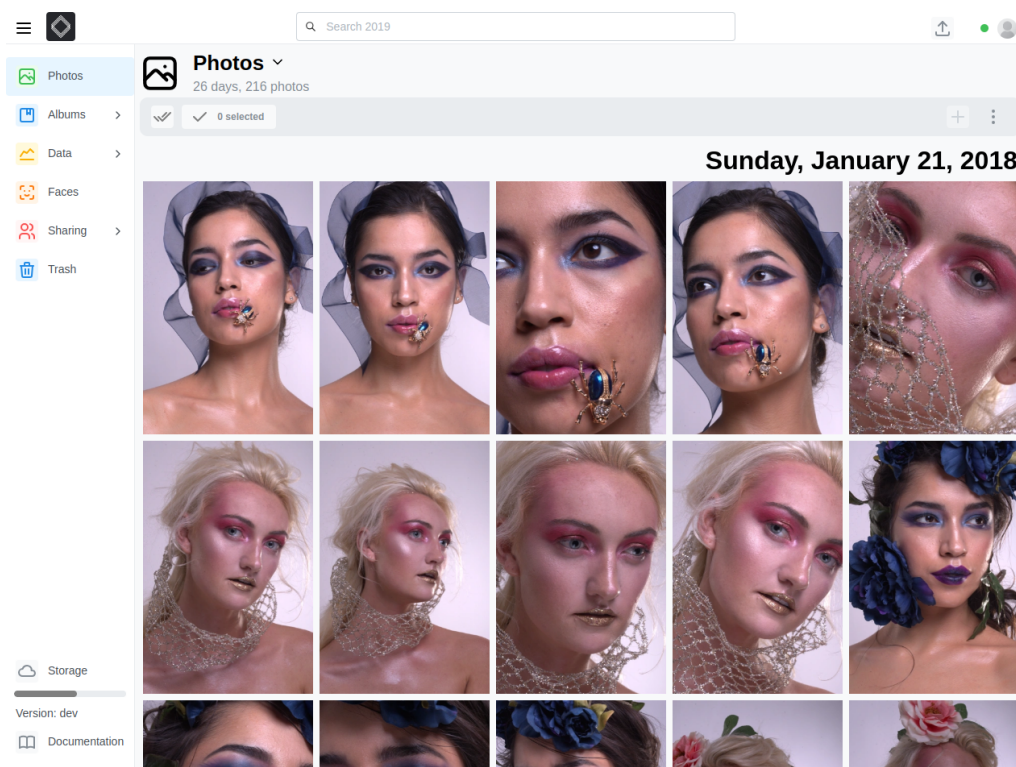 Search 2019
Photos
Albums
Data
Faces
Sharing
Trash
Storage
Version: dev
Documentation
Photos
26 days, 216 photos
0 selected
Sunday, January 21, 2018